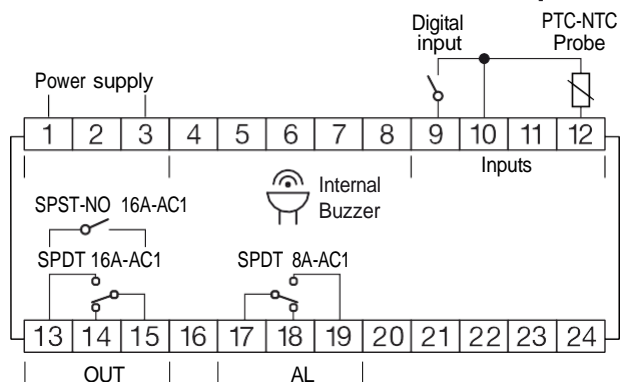 Digital
input
PTC-NTC
Probe
Power supply
1 2 3 4 5 6 7 8 9 10 11 12
Inputs
Internal
Buzzer
SPST-NO 16A-AC1
SPDT 16A-AC1
SPDT 8A-AC1
13 14 15 16 17 18 19 20 21 22 23 24
OUT
AL